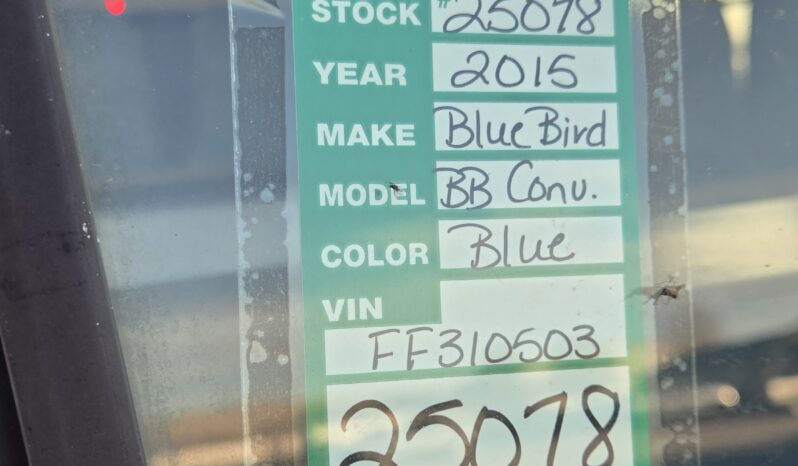 STOCK #25078
YEAR 2015
MAKE Blue Bird
MODEL BB Conv.
COLOR Blue
VIN
FF310503
25078